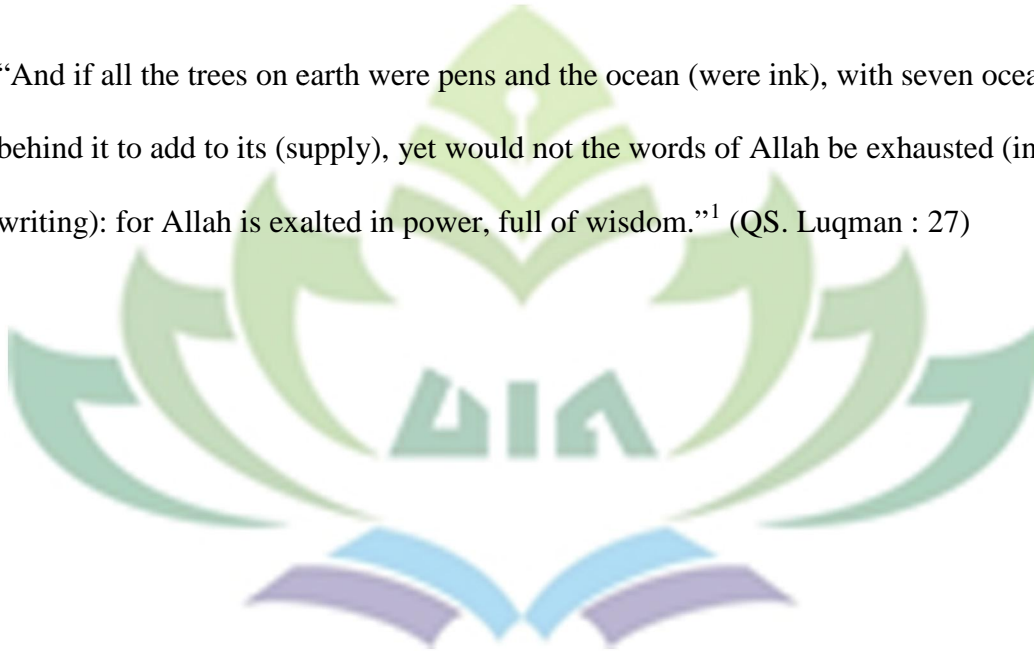 “And if all the trees on earth were pens and the ocean (were ink), with seven ocea
behind it to add to its (supply), yet would not the words of Allah be exhausted (in
writing): for Allah is exalted in power, full of wisdom.”1 (QS. Luqman : 27)
UIN